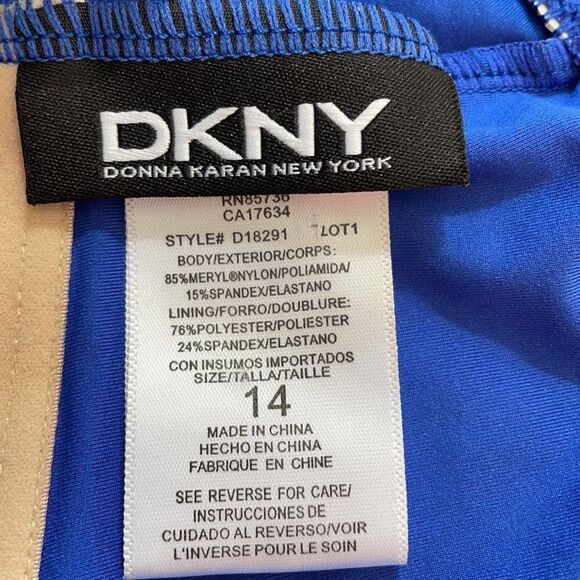 DKNY
DONNA KARAN NEW YORK
RN85736
CA17634
STYLE# D18291 LOT1
BODY/EXTERIOR/CORPS:
85%MERYL®NYLON/POLIAMIDA/
15%SPANDEX/ELASTANO
LINING/FORRO/DOUBLURE:
76%POLYESTER/POLIESTER
24%SPANDEX/ELASTANO
CON INSUMOS IMPORTADOS
SIZE/TALLA/TAILLE
14
MADE IN CHINA
HECHO EN CHINA
FABRIQUE EN CHINE
SEE REVERSE FOR CARE/
INSTRUCCIONES DE
CUIDADO AL REVERSO/VOIR
L'INVERSE POUR LE SOIN